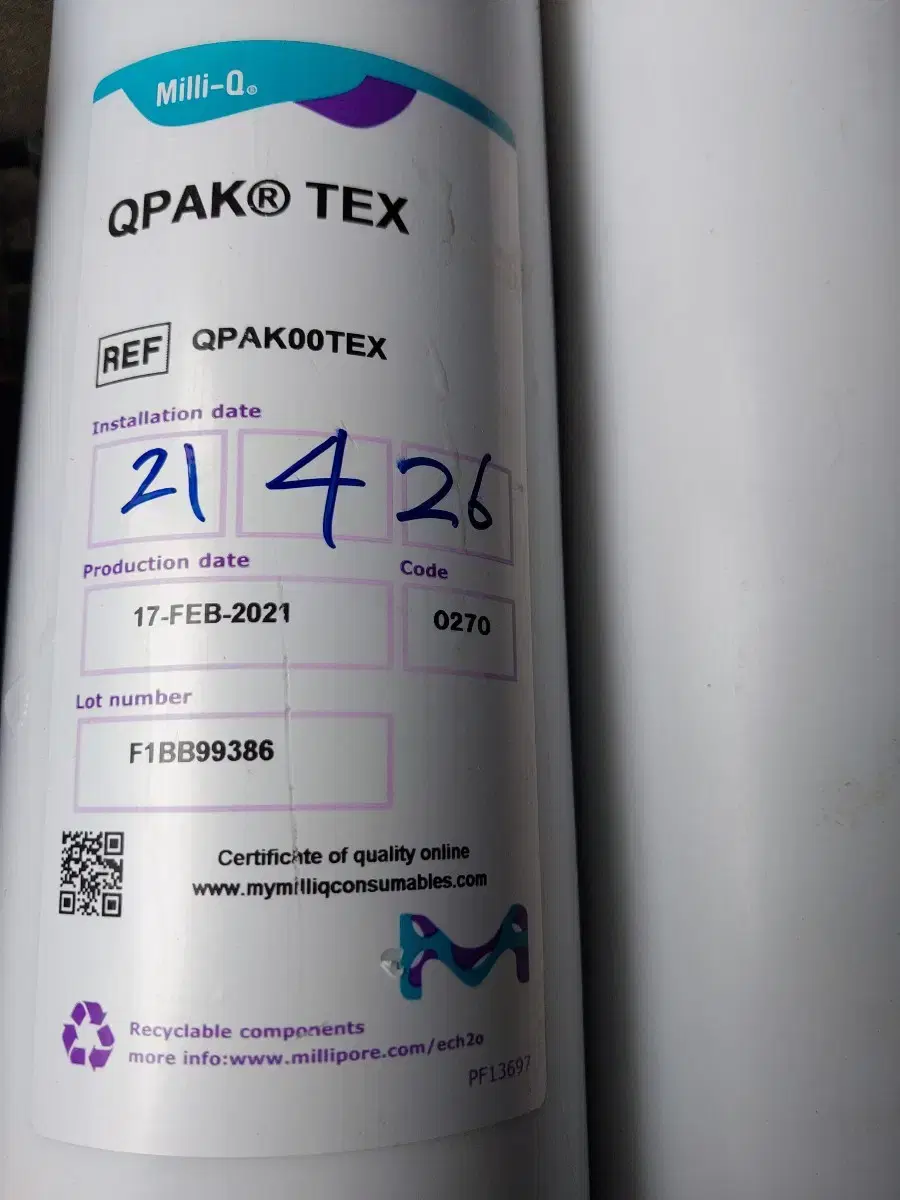 Milli-Q®
QPAK® TEX
REF QPAK00TEX
Installation date
21 4 26
Production date Code
17-FEB-2021 0270
Lot number
F1BB99386
Certificate of quality online
www.mymilliqconsumables.com
M
Recyclable components
more info:www.millipore.com/ech2o
PF13697